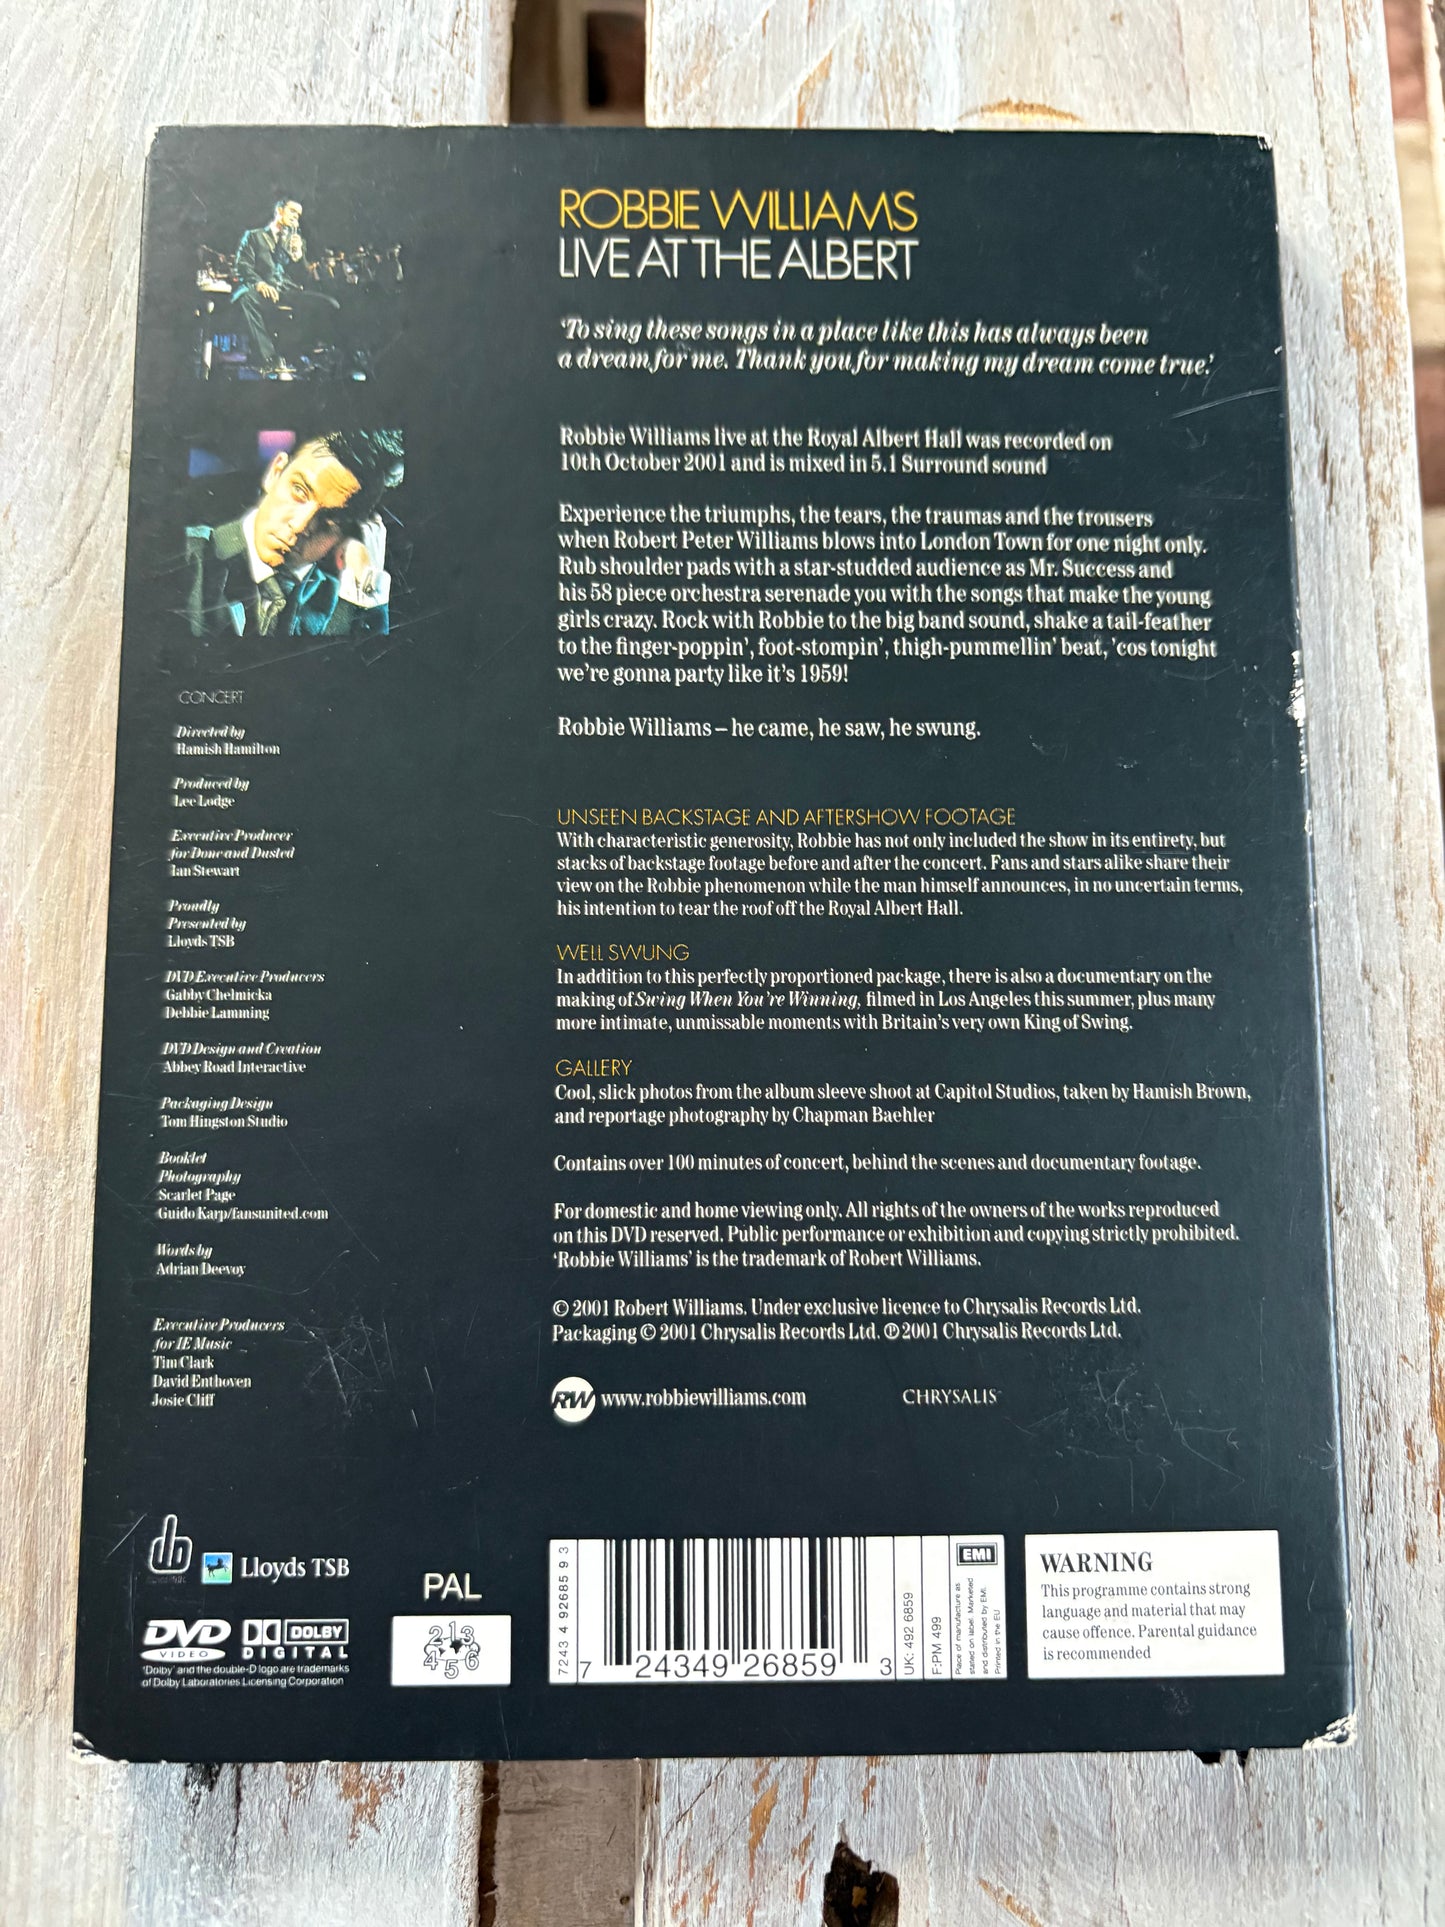 ROBBIE WILLIAMS
LIVE AT THE ALBERT
'To sing these songs in a place like this has always been
a dream for me. Thank you for making my dream come true.'
Robbie Williams live at the Royal Albert Hall was recorded on
10th October 2001 and is mixed in 5.1 Surround sound
Experience the triumphs, the tears, the traumas and the trousers
when Robert Peter Williams blows into London Town for one night only.
Rub shoulder pads with a star-studded audience as Mr. Success and
his 58 piece orchestra serenade you with the songs that make the young
girls crazy. Rock with Robbie to the big band sound, shake a tail-feather
to the finger-poppin', foot-stompin', thigh-pummellin' beat, 'cos tonight
we're gonna party like it's 1959!
Robbie Williams – he came, he saw, he swung.
UNSEEN BACKSTAGE AND AFTERSHOW FOOTAGE
With characteristic generosity, Robbie has not only included the show in its entirety, but
stacks of backstage footage before and after the concert. Fans and stars alike share their
view on the Robbie phenomenon while the man himself announces, in no uncertain terms,
his intention to tear the roof off the Royal Albert Hall.
WELL SWUNG
In addition to this perfectly proportioned package, there is also a documentary on the
making of Swing When You're Winning, filmed in Los Angeles this summer, plus many
more intimate, unmissable moments with Britain's very own King of Swing.
GALLERY
Cool, slick photos from the album sleeve shoot at Capitol Studios, taken by Hamish Brown,
and reportage photography by Chapman Baehler
Contains over 100 minutes of concert, behind the scenes and documentary footage.
For domestic and home viewing only. All rights of the owners of the works reproduced
on this DVD reserved. Public performance or exhibition and copying strictly prohibited.
'Robbie Williams' is the trademark of Robert Williams.
© 2001 Robert Williams. Under exclusive licence to Chrysalis Records Ltd.
Packaging © 2001 Chrysalis Records Ltd. ℗ 2001 Chrysalis Records Ltd.
RW www.robbiewilliams.com
CHRYSALIS
CONCERT
Directed by
Hamish Hamilton
Produced by
Lee Lodge
Executive Producer
for Done and Dusted
Ian Stewart
Proudly
Presented by
Lloyds TSB
DVD Executive Producers
Gabby Chelmicka
Debbie Lamming
DVD Design and Creation
Abbey Road Interactive
Packaging Design
Tom Hingston Studio
Booklet
Photography
Scarlet Page
Guido Karp/fansunited.com
Words by
Adrian Deevoy
Executive Producers
for IE Music
Tim Clark
David Enthoven
Josie Cliff
Lloyds TSB
DVD
VIDEO
DOLBY
DIGITAL
'Dolby' and the double-D logo are trademarks
of Dolby Laboratories Licensing Corporation
PAL
2 1 3
4 5 6
7243 4 92685 9 3
7 24349 26859 3
UK: 492 6859
F:PM 499
EMI
Place of manufacture as
stated on label. Marketed
and distributed by EMI.
Printed in the EU
WARNING
This programme contains strong
language and material that may
cause offence. Parental guidance
is recommended